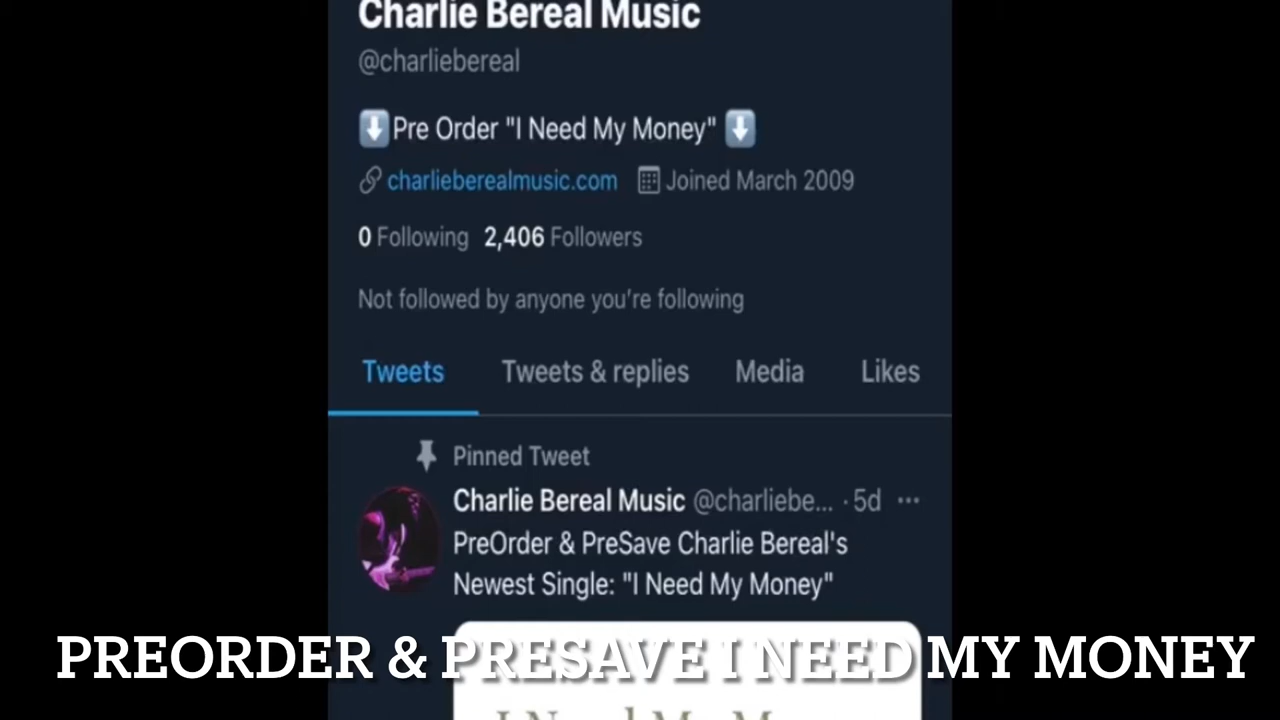 Charlie Bereal Music
@charliebereal
⬇️Pre Order "I Need My Money" ⬇️
charlieberealmusic.com Joined March 2009
0 Following 2,406 Followers
Not followed by anyone you're following
Tweets Tweets & replies Media Likes
Pinned Tweet
Charlie Bereal Music @charliebe... · 5d ...
PreOrder & PreSave Charlie Bereal's
Newest Single: "I Need My Money"
PREORDER & PRESAVE I NEED MY MONEY